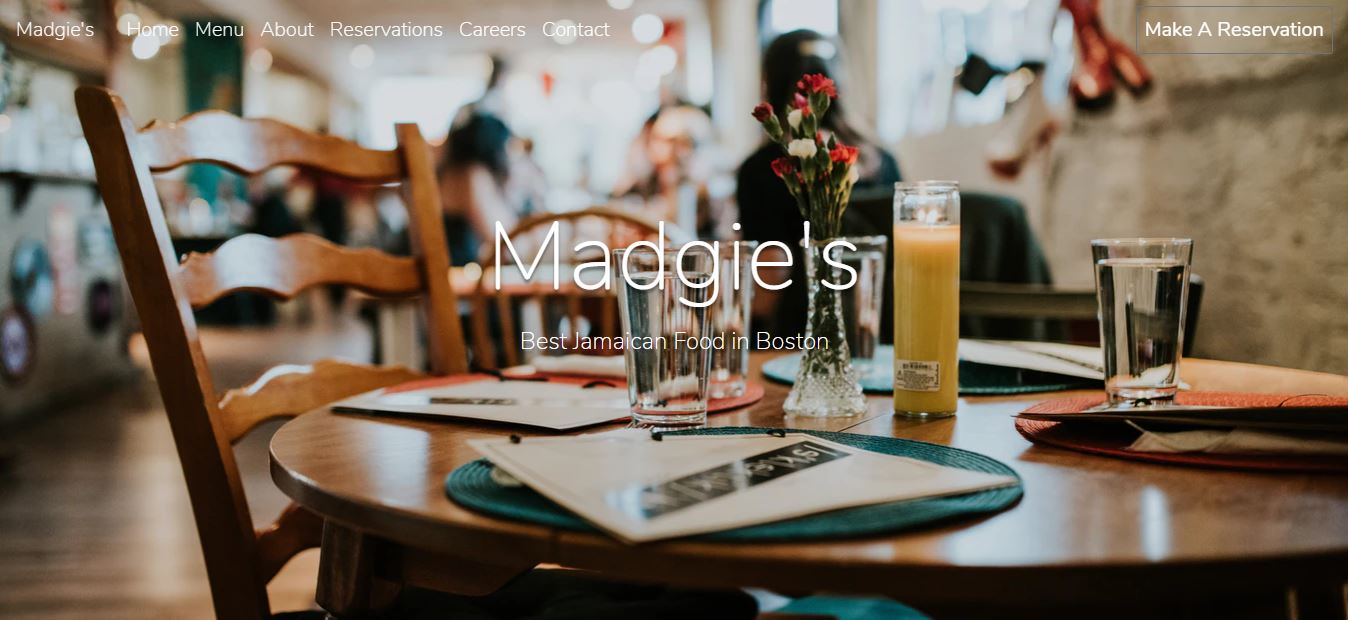 Madgie's Home Menu About Reservations Careers Contact Make A Reservation
Madgie's
Best Jamaican Food in Boston